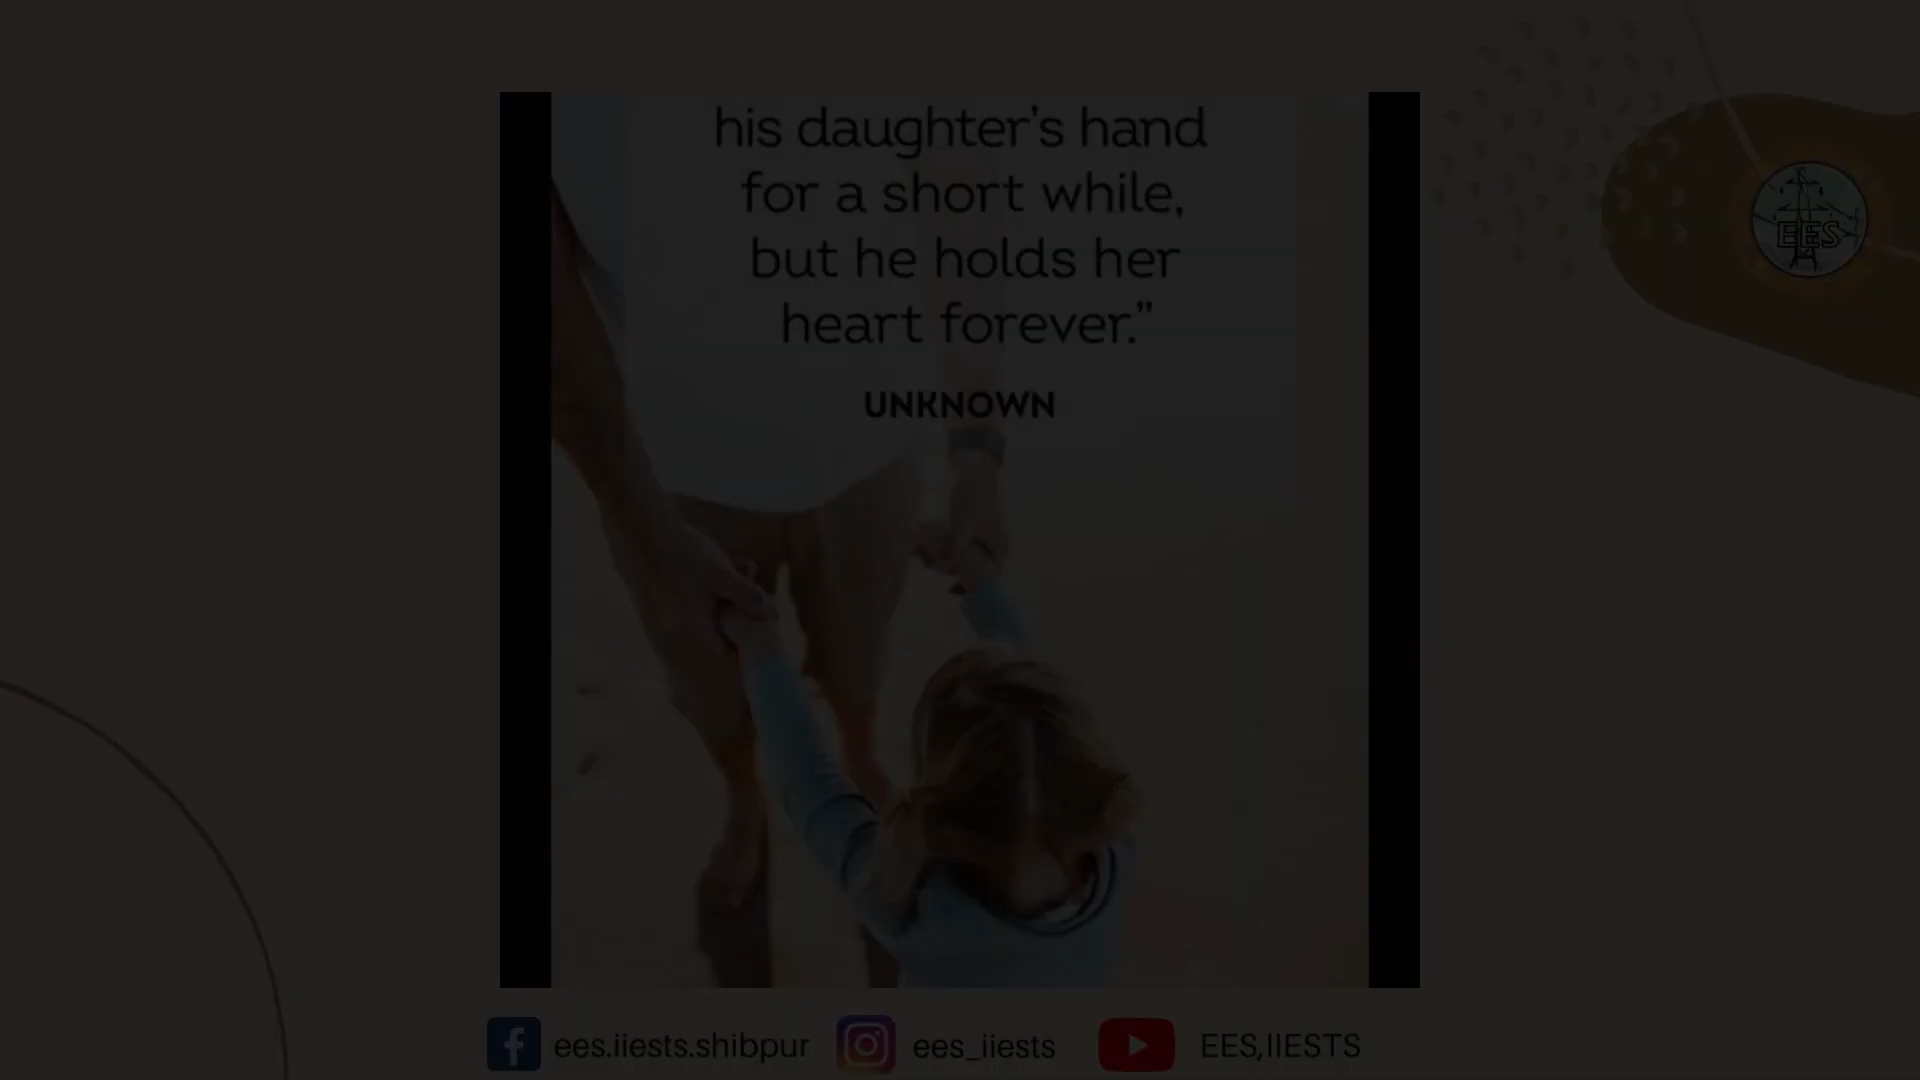 his daughter's hand
for a short while,
but he holds her
heart forever.”
UNKNOWN
EES
ees.iiests.shibpur
ees_iiests
EES,IIESTS